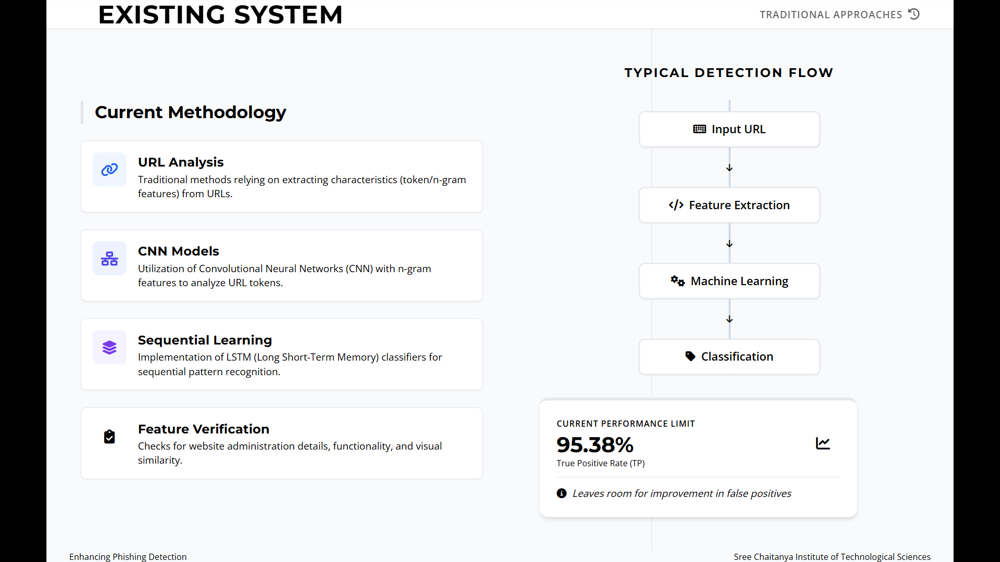 EXISTING SYSTEM
TRADITIONAL APPROACHES
Current Methodology
URL Analysis
Traditional methods relying on extracting characteristics (token/n-gram
features) from URLs.
CNN Models
Utilization of Convolutional Neural Networks (CNN) with n-gram
features to analyze URL tokens.
Sequential Learning
Implementation of LSTM (Long Short-Term Memory) classifiers for
sequential pattern recognition.
Feature Verification
Checks for website administration details, functionality, and visual
similarity.
TYPICAL DETECTION FLOW
Input URL
Feature Extraction
Machine Learning
Classification
CURRENT PERFORMANCE LIMIT
95.38%
True Positive Rate (TP)
Leaves room for improvement in false positives
Enhancing Phishing Detection
Sree Chaitanya Institute of Technological Sciences